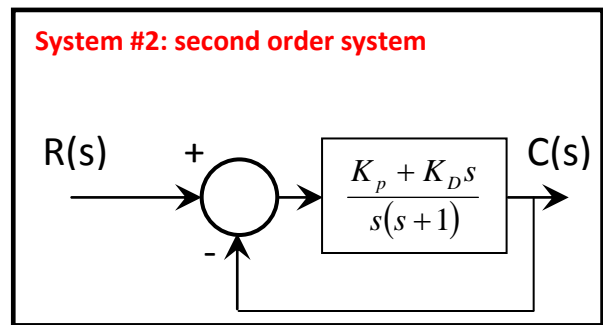 System #2: second order system
R(s) + C(s)
K_p + K_D s
s(s+1)
-